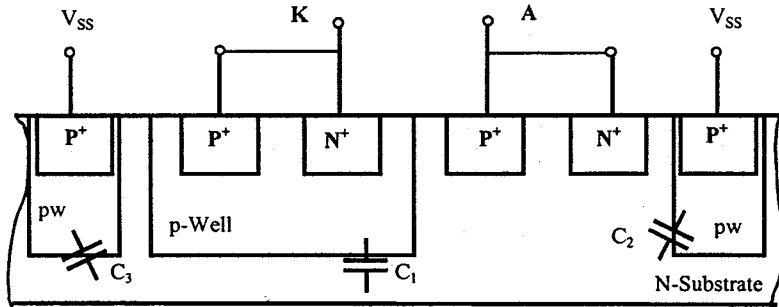 V_SS K A V_SS
P⁺ P⁺ N⁺ P⁺ N⁺ P⁺
pw p-Well C₂ pw
C₃ C₁ N-Substrate